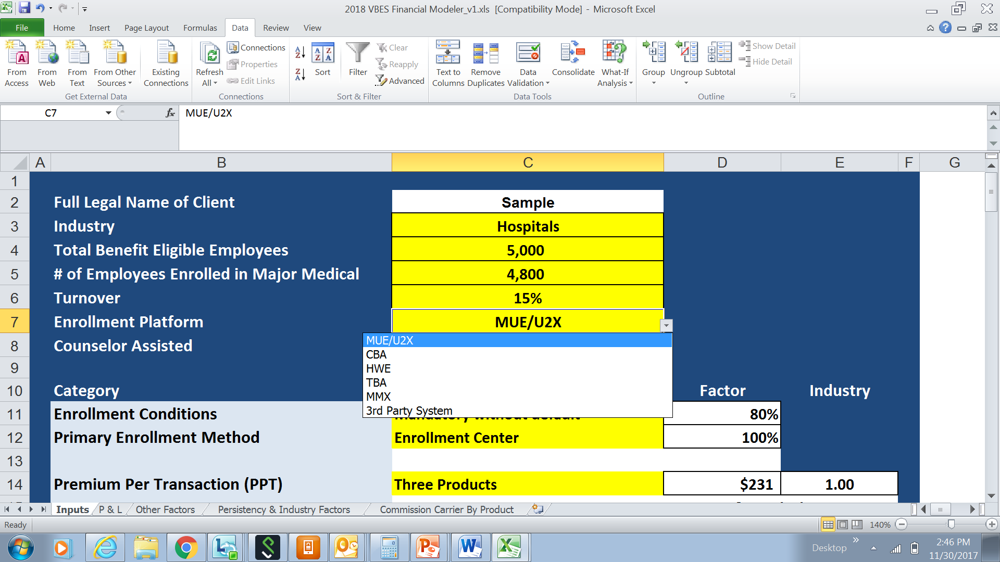 2018 VBES Financial Modeler_v1.xls [Compatibility Mode] - Microsoft Excel
File Home Insert Page Layout Formulas Data Review View
From Access
From Web
From Text
From Other Sources
Existing Connections
Get External Data
Refresh All
Connections
Properties
Edit Links
Connections
Sort
Filter
Clear
Reapply
Advanced
Sort & Filter
Text to Columns
Remove Duplicates
Data Validation
Consolidate
What-If Analysis
Data Tools
Group
Ungroup
Subtotal
Show Detail
Hide Detail
Outline
C7 fx MUE/U2X
A B C D E F G
1
2 Full Legal Name of Client Sample
3 Industry Hospitals
4 Total Benefit Eligible Employees 5,000
5 # of Employees Enrolled in Major Medical 4,800
6 Turnover 15%
7 Enrollment Platform MUE/U2X
8 Counselor Assisted
MUE/U2X
CBA
HWE
TBA
MMX
3rd Party System
9
10 Category Factor Industry
11 Enrollment Conditions Mandatory without default 80%
12 Primary Enrollment Method Enrollment Center 100%
13
14 Premium Per Transaction (PPT) Three Products $231 1.00
Inputs P & L Other Factors Persistency & Industry Factors Commission Carrier By Product
Ready 140%
Desktop 2:46 PM
11/30/2017